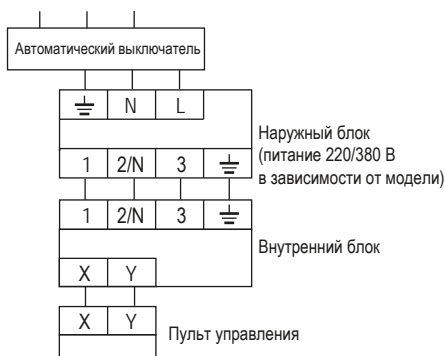 Автоматический выключатель
N L
Наружный блок
(питание 220/380 В
в зависимости от модели)
1 2/N 3
1 2/N 3
Внутренний блок
X Y
X Y
Пульт управления